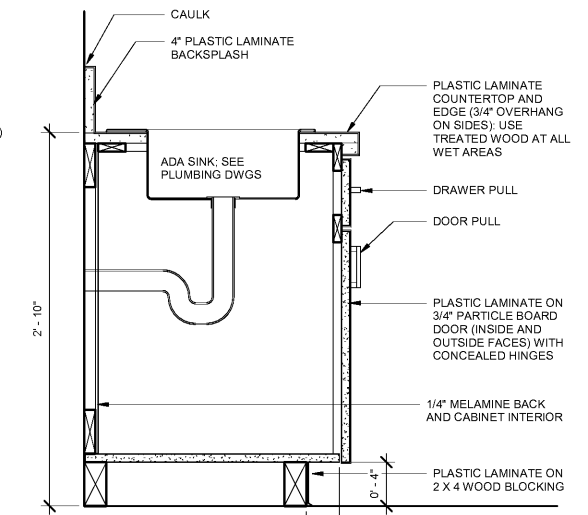 CAULK
4" PLASTIC LAMINATE
BACKSPLASH
PLASTIC LAMINATE
COUNTERTOP AND
EDGE (3/4" OVERHANG
ON SIDES): USE
TREATED WOOD AT ALL
WET AREAS
ADA SINK; SEE
PLUMBING DWGS
DRAWER PULL
DOOR PULL
2' - 10"
PLASTIC LAMINATE ON
3/4" PARTICLE BOARD
DOOR (INSIDE AND
OUTSIDE FACES) WITH
CONCEALED HINGES
1/4" MELAMINE BACK
AND CABINET INTERIOR
0' - 4"
PLASTIC LAMINATE ON
2 X 4 WOOD BLOCKING